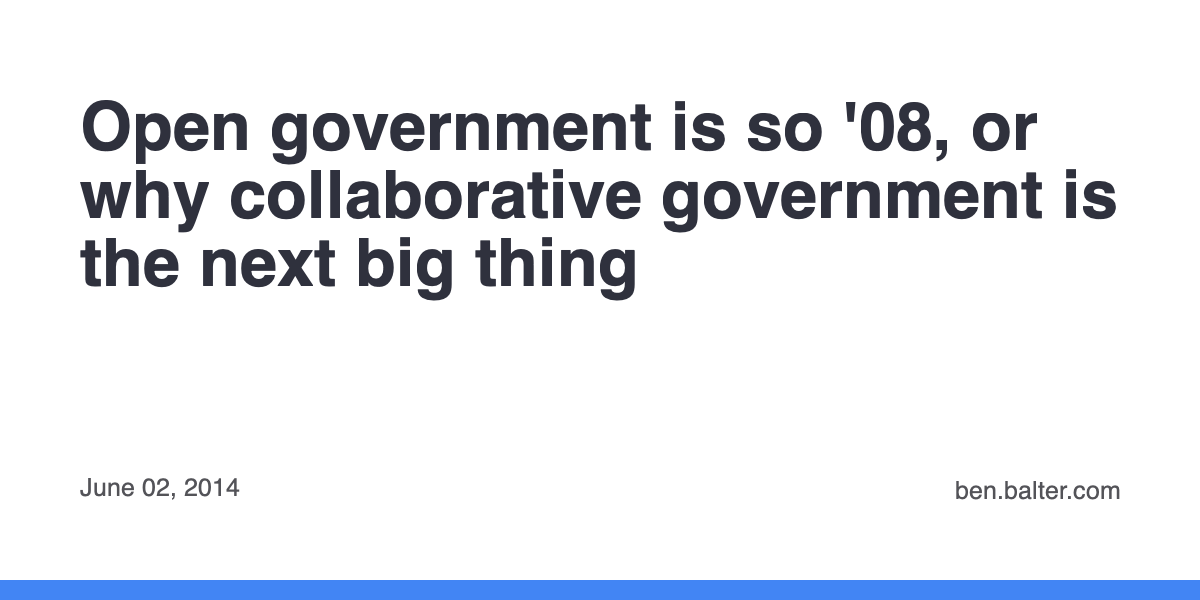 Open government is so '08, or
why collaborative government is
the next big thing
June 02, 2014
ben.balter.com